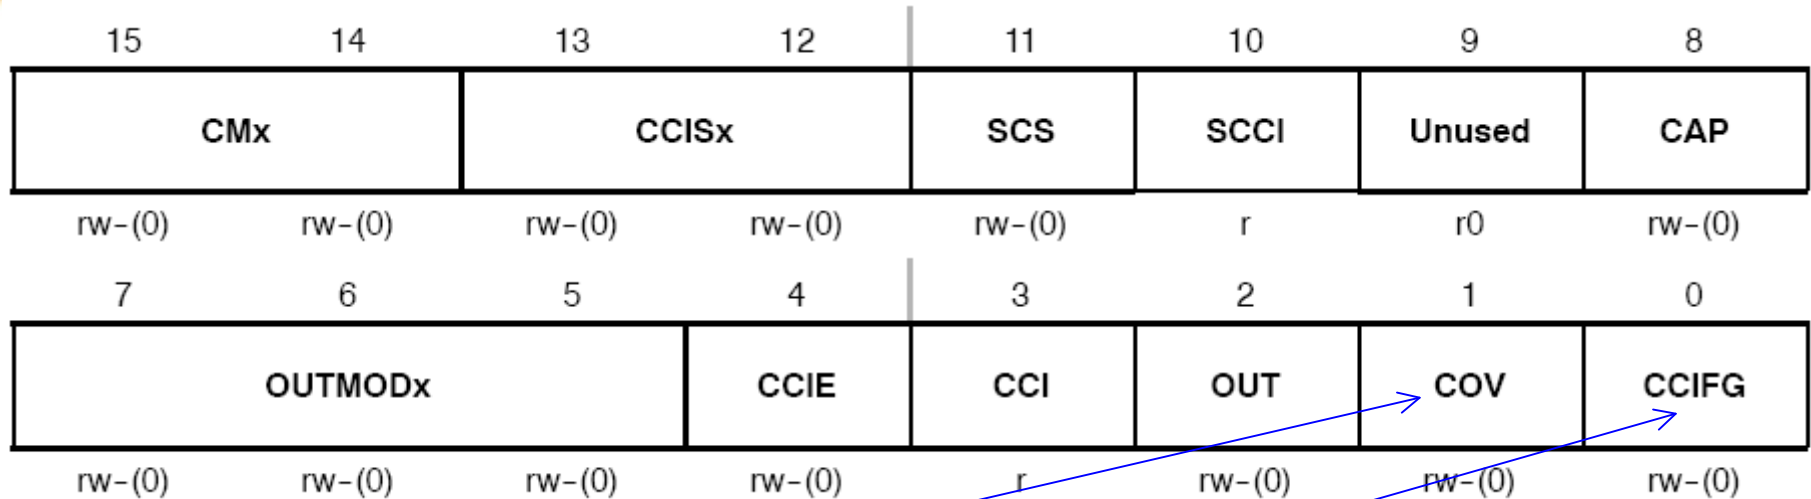 15 14 13 12 11 10 9 8
CMx CCISx SCS SCCI Unused CAP
rw-(0) rw-(0) rw-(0) rw-(0) rw-(0) r r0 rw-(0)
7 6 5 4 3 2 1 0
OUTMODx CCIE CCI OUT COV CCIFG
rw-(0) rw-(0) rw-(0) rw-(0) r rw-(0) rw-(0) rw-(0)